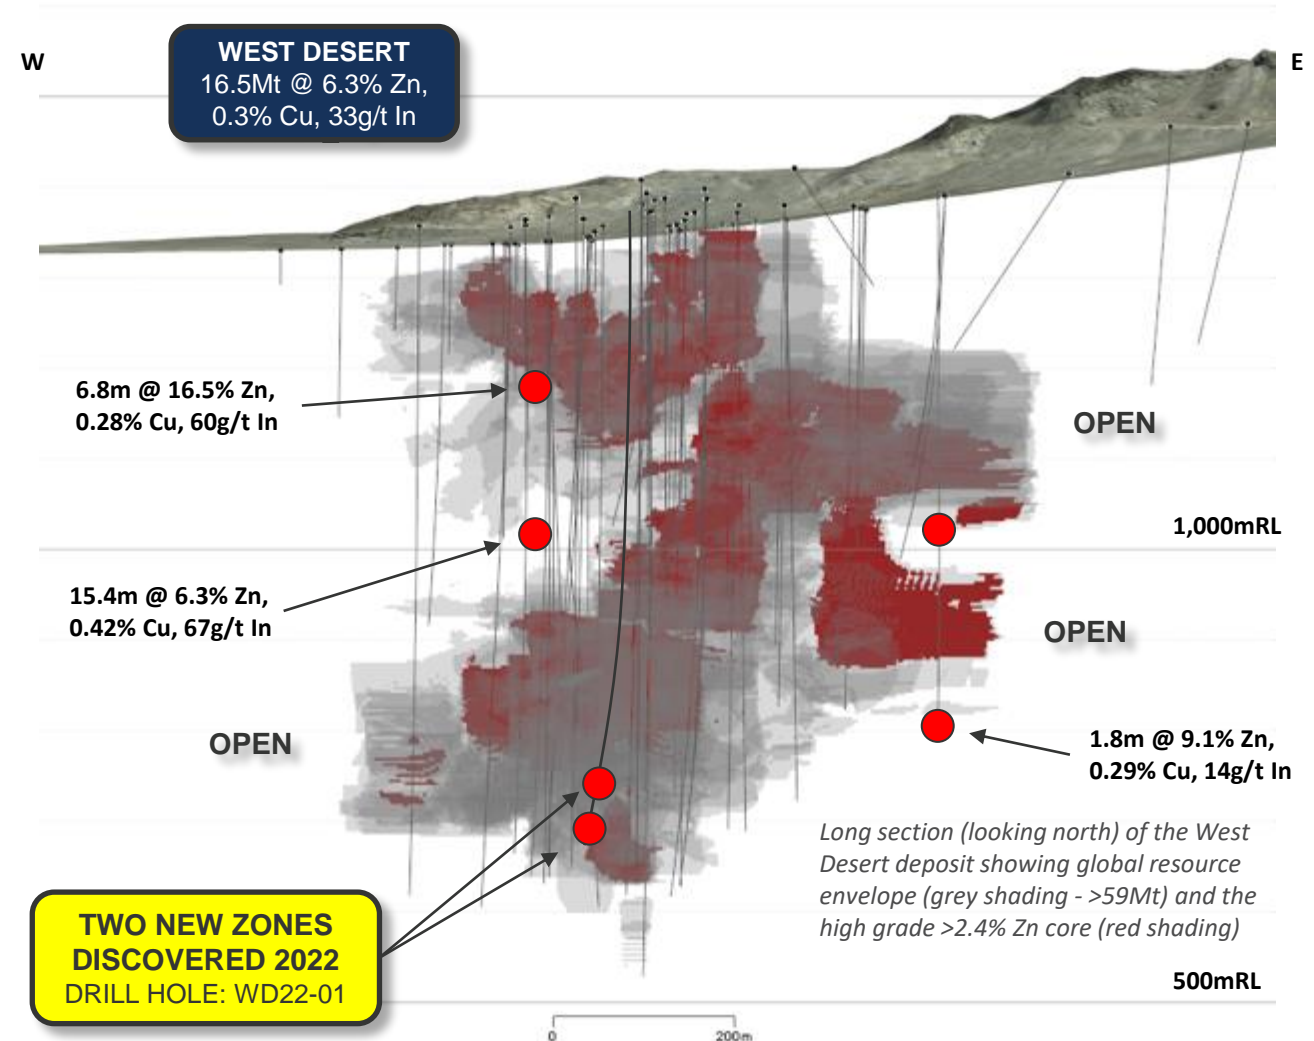 W
WEST DESERT
16.5Mt @ 6.3% Zn,
0.3% Cu, 33g/t In
E
6.8m @ 16.5% Zn,
0.28% Cu, 60g/t In
OPEN
1,000mRL
15.4m @ 6.3% Zn,
0.42% Cu, 67g/t In
OPEN
OPEN
1.8m @ 9.1% Zn,
0.29% Cu, 14g/t In
Long section (looking north) of the West
Desert deposit showing global resource
envelope (grey shading - >59Mt) and the
high grade >2.4% Zn core (red shading)
TWO NEW ZONES
DISCOVERED 2022
DRILL HOLE: WD22-01
500mRL
0 200m